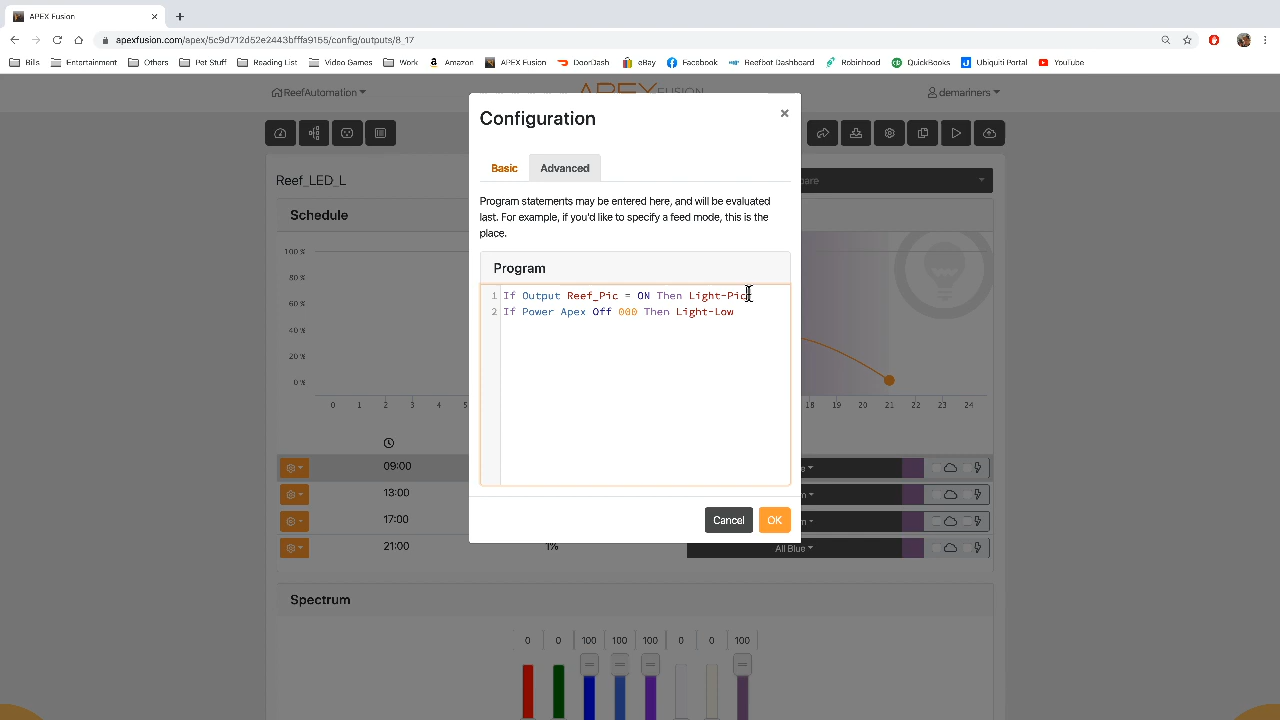 APEX Fusion
apexfusion.com/apex/5c9d712d52e2443bfffa9155/config/outputs/8_17
Bills Entertainment Others Pet Stuff Reading List Video Games Work Amazon APEX Fusion DoorDash eBay Facebook Reefbot Dashboard Robinhood QuickBooks Ubiquiti Portal YouTube
ReefAutomation APEX FUSION demariners
Configuration ×
Reef_LED_L
Basic Advanced
Schedule
Program statements may be entered here, and will be evaluated
last. For example, if you'd like to specify a feed mode, this is the
place.
Program
1 If Output Reef_Pic = ON Then Light-Pic
2 If Power Apex Off 000 Then Light-Low
100 %
80 %
60 %
40 %
20 %
0 %
0 1 2 3 4 5 18 19 20 21 22 23 24
09:00
13:00
17:00
21:00 1% All Blue
Cancel OK
Spectrum
0 0 100 100 100 0 0 100